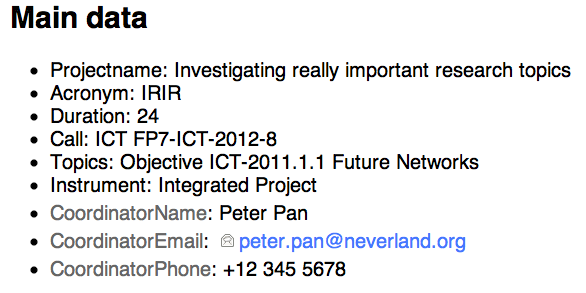 Main data
Projectname: Investigating really important research topics
Acronym: IRIR
Duration: 24
Call: ICT FP7-ICT-2012-8
Topics: Objective ICT-2011.1.1 Future Networks
Instrument: Integrated Project
CoordinatorName: Peter Pan
CoordinatorEmail: peter.pan@neverland.org
CoordinatorPhone: +12 345 5678